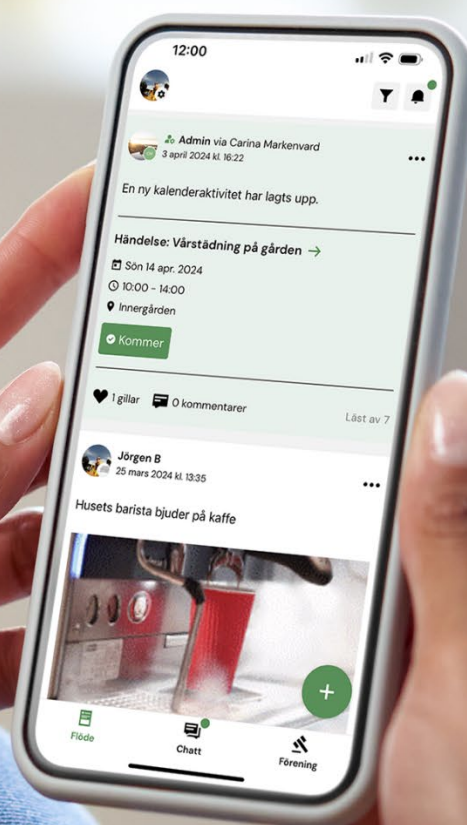 12:00
Admin via Carina Markenvard
3 april 2024 kl. 16:22
En ny kalenderaktivitet har lagts upp.
Händelse: Vårstädning på gården →
Sön 14 apr. 2024
10:00 - 14:00
Innergården
Kommer
1 gillar 0 kommentarer Läst av 7
Jörgen B
25 mars 2024 kl. 13:35
Husets barista bjuder på kaffe
Flöde Chatt Förening